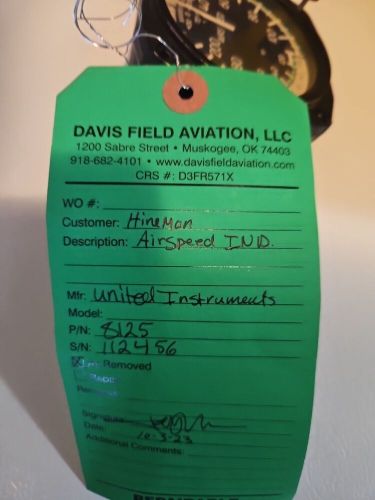 DAVIS FIELD AVIATION, LLC
1200 Sabre Street • Muskogee, OK 74403
918-682-4101 • www.davisfieldaviation.com
CRS #: D3FR571X
WO #:
Customer: Hineman
Description: Airspeed IND.
Mfr: United Instruments
Model:
P/N: 8125
S/N: 112456
Removed
Signature
Date: 10-3-23
Additional Comments: